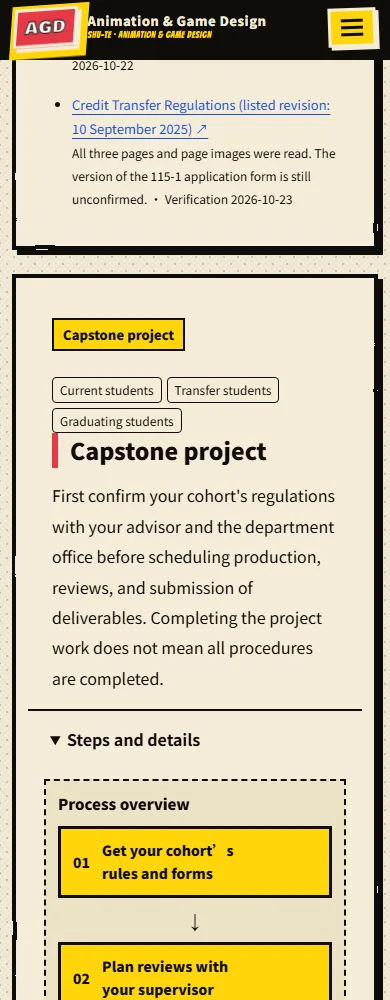 AGD
Animation & Game Design
SHU-TE · ANIMATION & GAME DESIGN
2026-10-22
Credit Transfer Regulations (listed revision:
10 September 2025) ↗
All three pages and page images were read. The
version of the 115-1 application form is still
unconfirmed. · Verification 2026-10-23
Capstone project
Current students
Transfer students
Graduating students
Capstone project
First confirm your cohort's regulations
with your advisor and the department
office before scheduling production,
reviews, and submission of
deliverables. Completing the project
work does not mean all procedures
are completed.
▼ Steps and details
Process overview
01 Get your cohort’s
rules and forms
↓
02 Plan reviews with
your supervisor